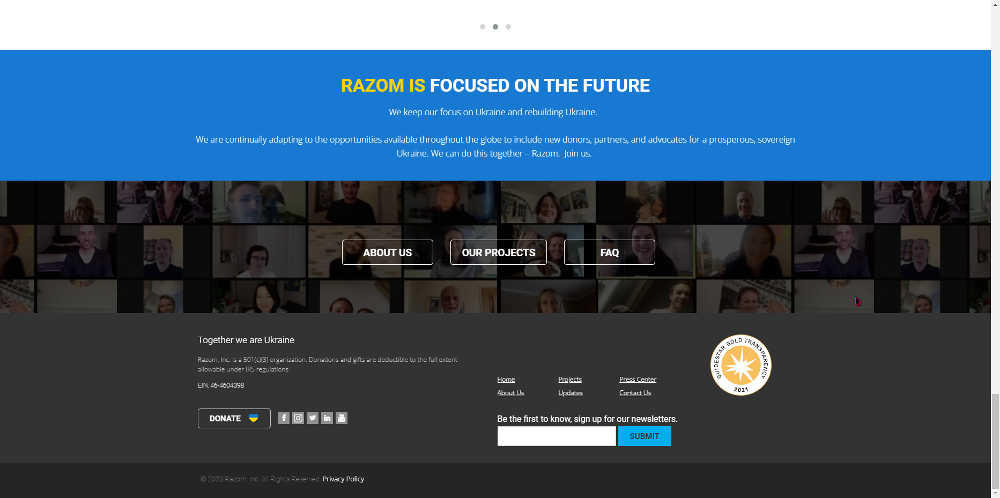 RAZOM IS FOCUSED ON THE FUTURE
We keep our focus on Ukraine and rebuilding Ukraine.
We are continually adapting to the opportunities available throughout the globe to include new donors, partners, and advocates for a prosperous, sovereign
Ukraine. We can do this together – Razom.  Join us.
ABOUT US
OUR PROJECTS
FAQ
Together we are Ukraine
Razom, Inc. is a 501(c)(3) organization. Donations and gifts are deductible to the full extent
allowable under IRS regulations.
EIN: 46-4604398
DONATE
Home
Projects
Press Center
About Us
Updates
Contact Us
GUIDESTAR GOLD TRANSPARENCY
2021
Be the first to know, sign up for our newsletters.
SUBMIT
© 2023 Razom, Inc. All Rights Reserved. Privacy Policy